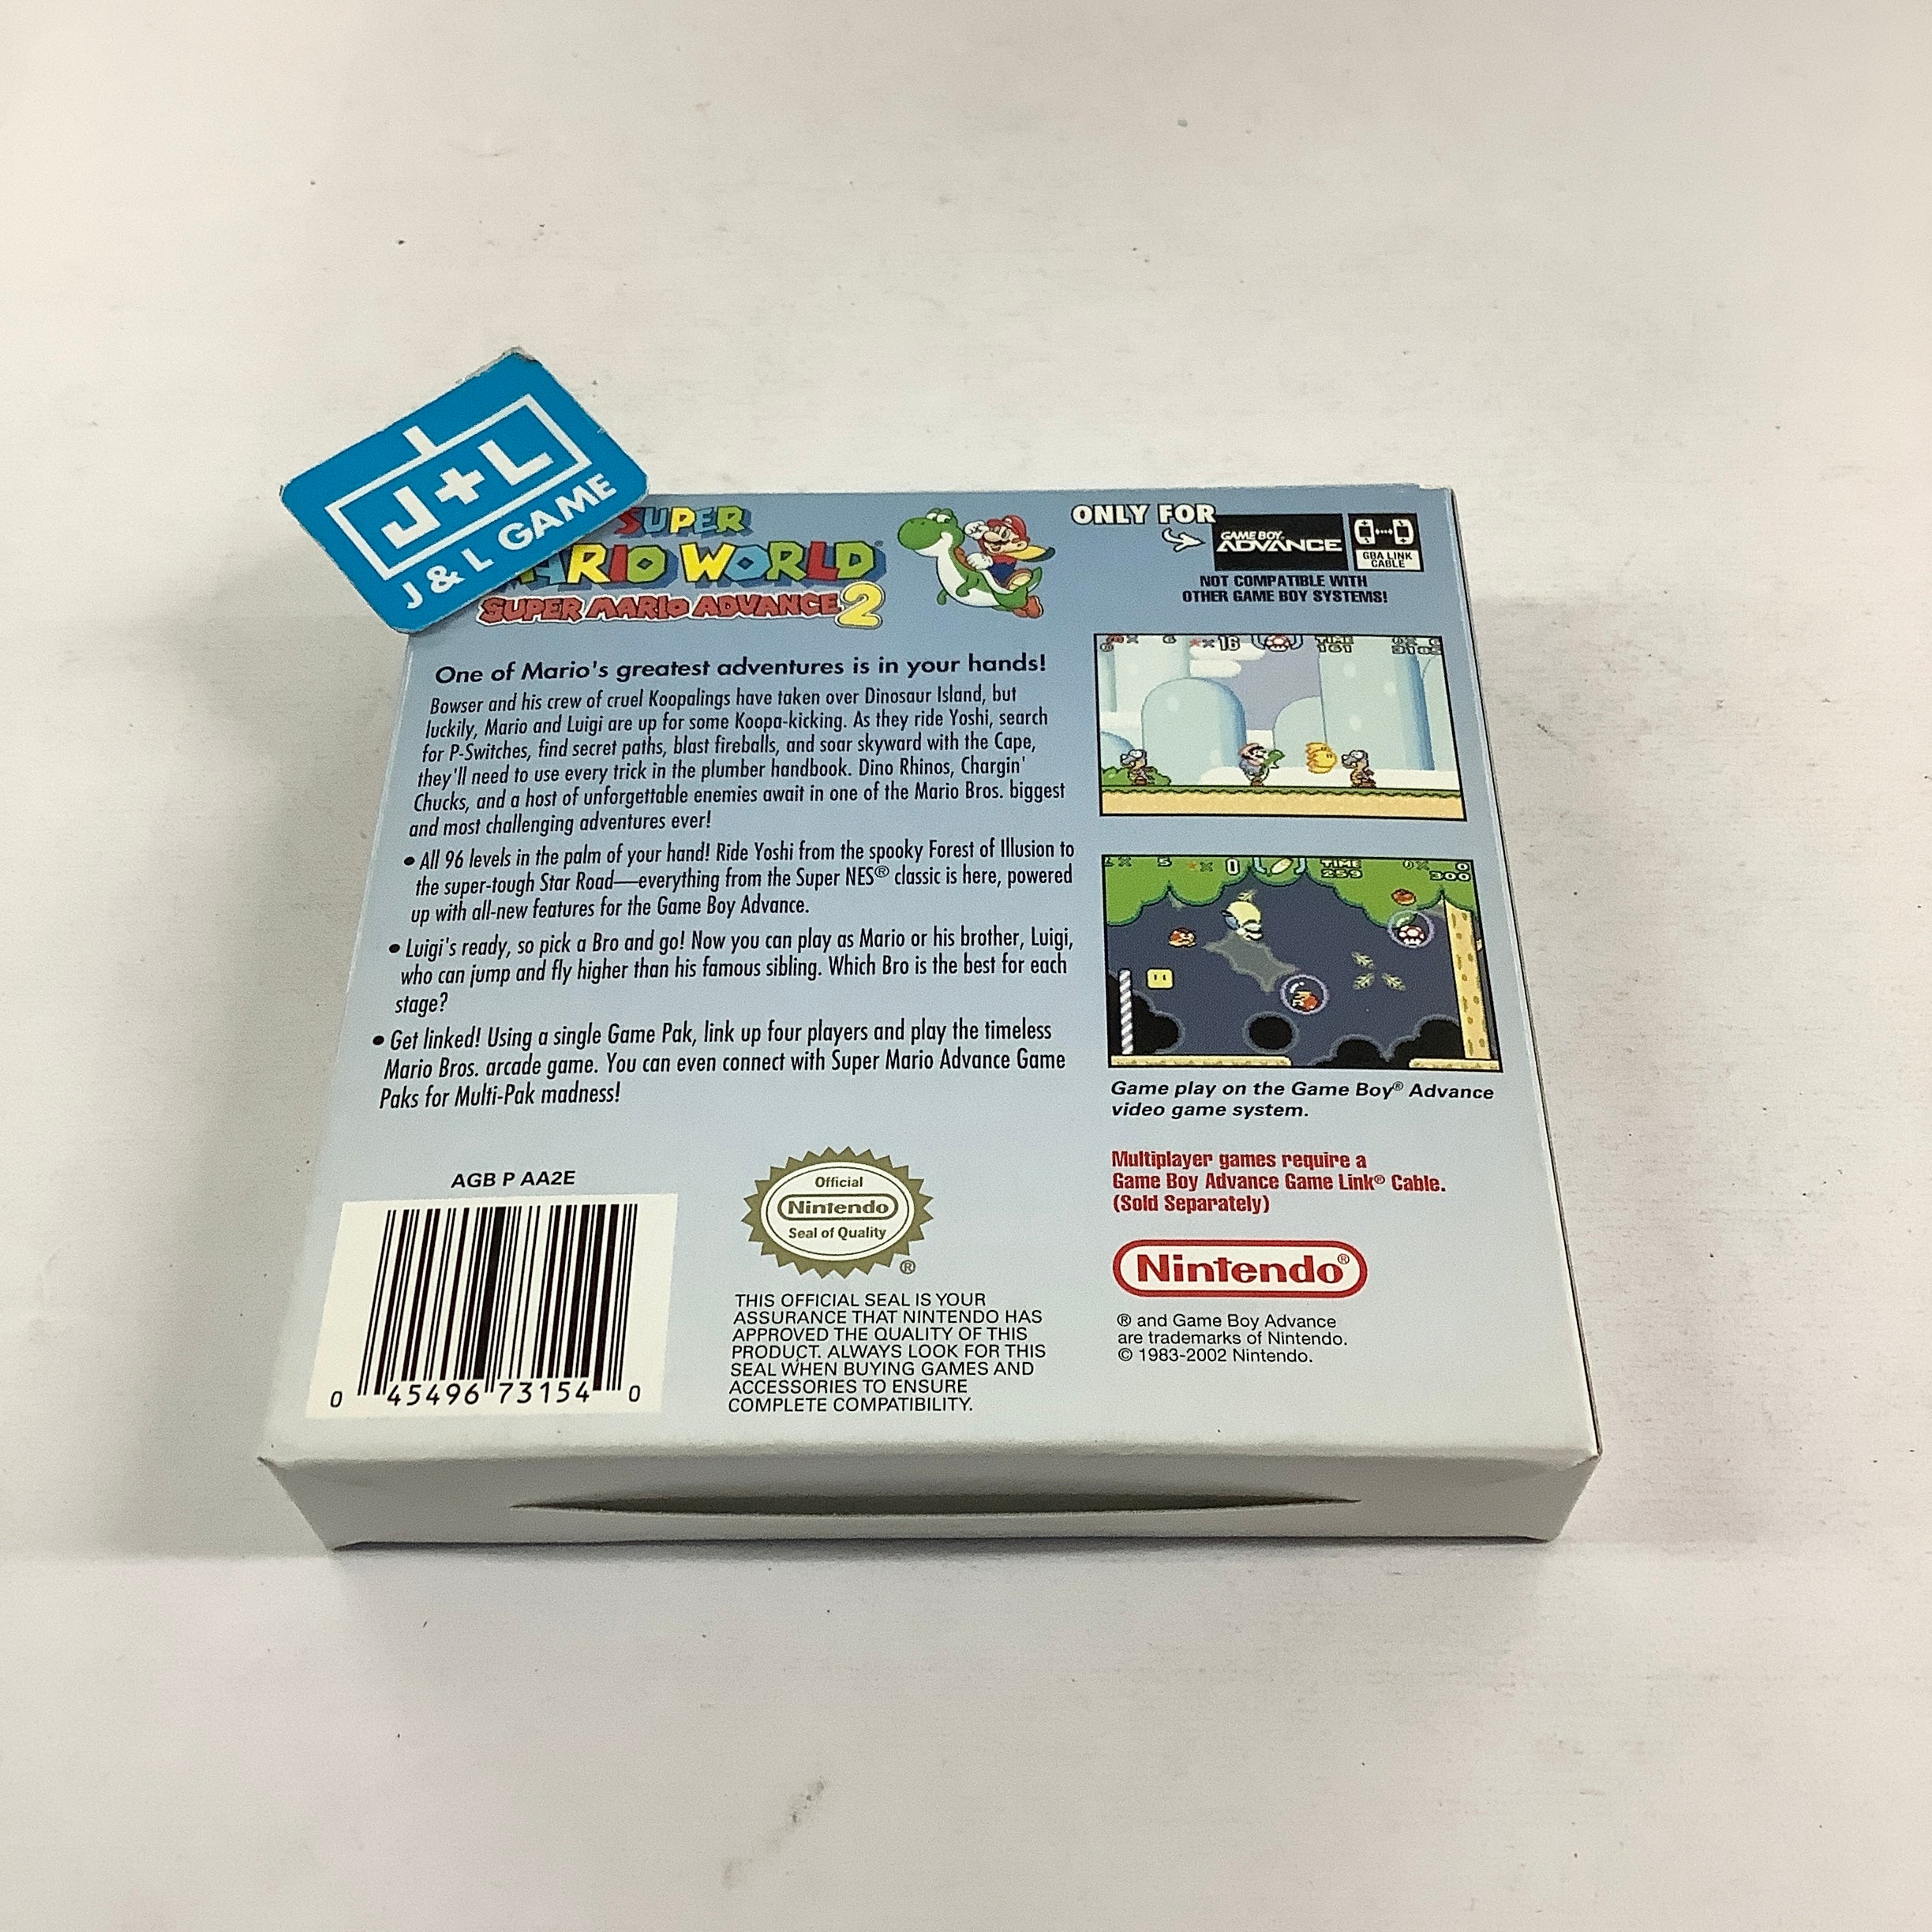 J+L
J & L GAME
SUPER
MARIO WORLD
SUPER MARIO ADVANCE 2
ONLY FOR
GAME BOY ADVANCE
GBA LINK
CABLE
NOT COMPATIBLE WITH
OTHER GAME BOY SYSTEMS!
One of Mario's greatest adventures is in your hands!
Bowser and his crew of cruel Koopalings have taken over Dinosaur Island, but
luckily, Mario and Luigi are up for some Koopa-kicking. As they ride Yoshi, search
for P-Switches, find secret paths, blast fireballs, and soar skyward with the Cape,
they'll need to use every trick in the plumber handbook. Dino Rhinos, Chargin'
Chucks, and a host of unforgettable enemies await in one of the Mario Bros. biggest
and most challenging adventures ever!
• All 96 levels in the palm of your hand! Ride Yoshi from the spooky Forest of Illusion to
the super-tough Star Road—everything from the Super NES® classic is here, powered
up with all-new features for the Game Boy Advance.
• Luigi's ready, so pick a Bro and go! Now you can play as Mario or his brother, Luigi,
who can jump and fly higher than his famous sibling. Which Bro is the best for each
stage?
• Get linked! Using a single Game Pak, link up four players and play the timeless
Mario Bros. arcade game. You can even connect with Super Mario Advance Game
Paks for Multi-Pak madness!
×16
TIME
161
5
× 0
TIME
259
0
300
Game play on the Game Boy® Advance
video game system.
Multiplayer games require a
Game Boy Advance Game Link® Cable.
(Sold Separately)
Nintendo®
® and Game Boy Advance
are trademarks of Nintendo.
© 1983-2002 Nintendo.
AGB P AA2E
0 45496 73154 0
Official
Nintendo
Seal of Quality
®
THIS OFFICIAL SEAL IS YOUR
ASSURANCE THAT NINTENDO HAS
APPROVED THE QUALITY OF THIS
PRODUCT. ALWAYS LOOK FOR THIS
SEAL WHEN BUYING GAMES AND
ACCESSORIES TO ENSURE
COMPLETE COMPATIBILITY.